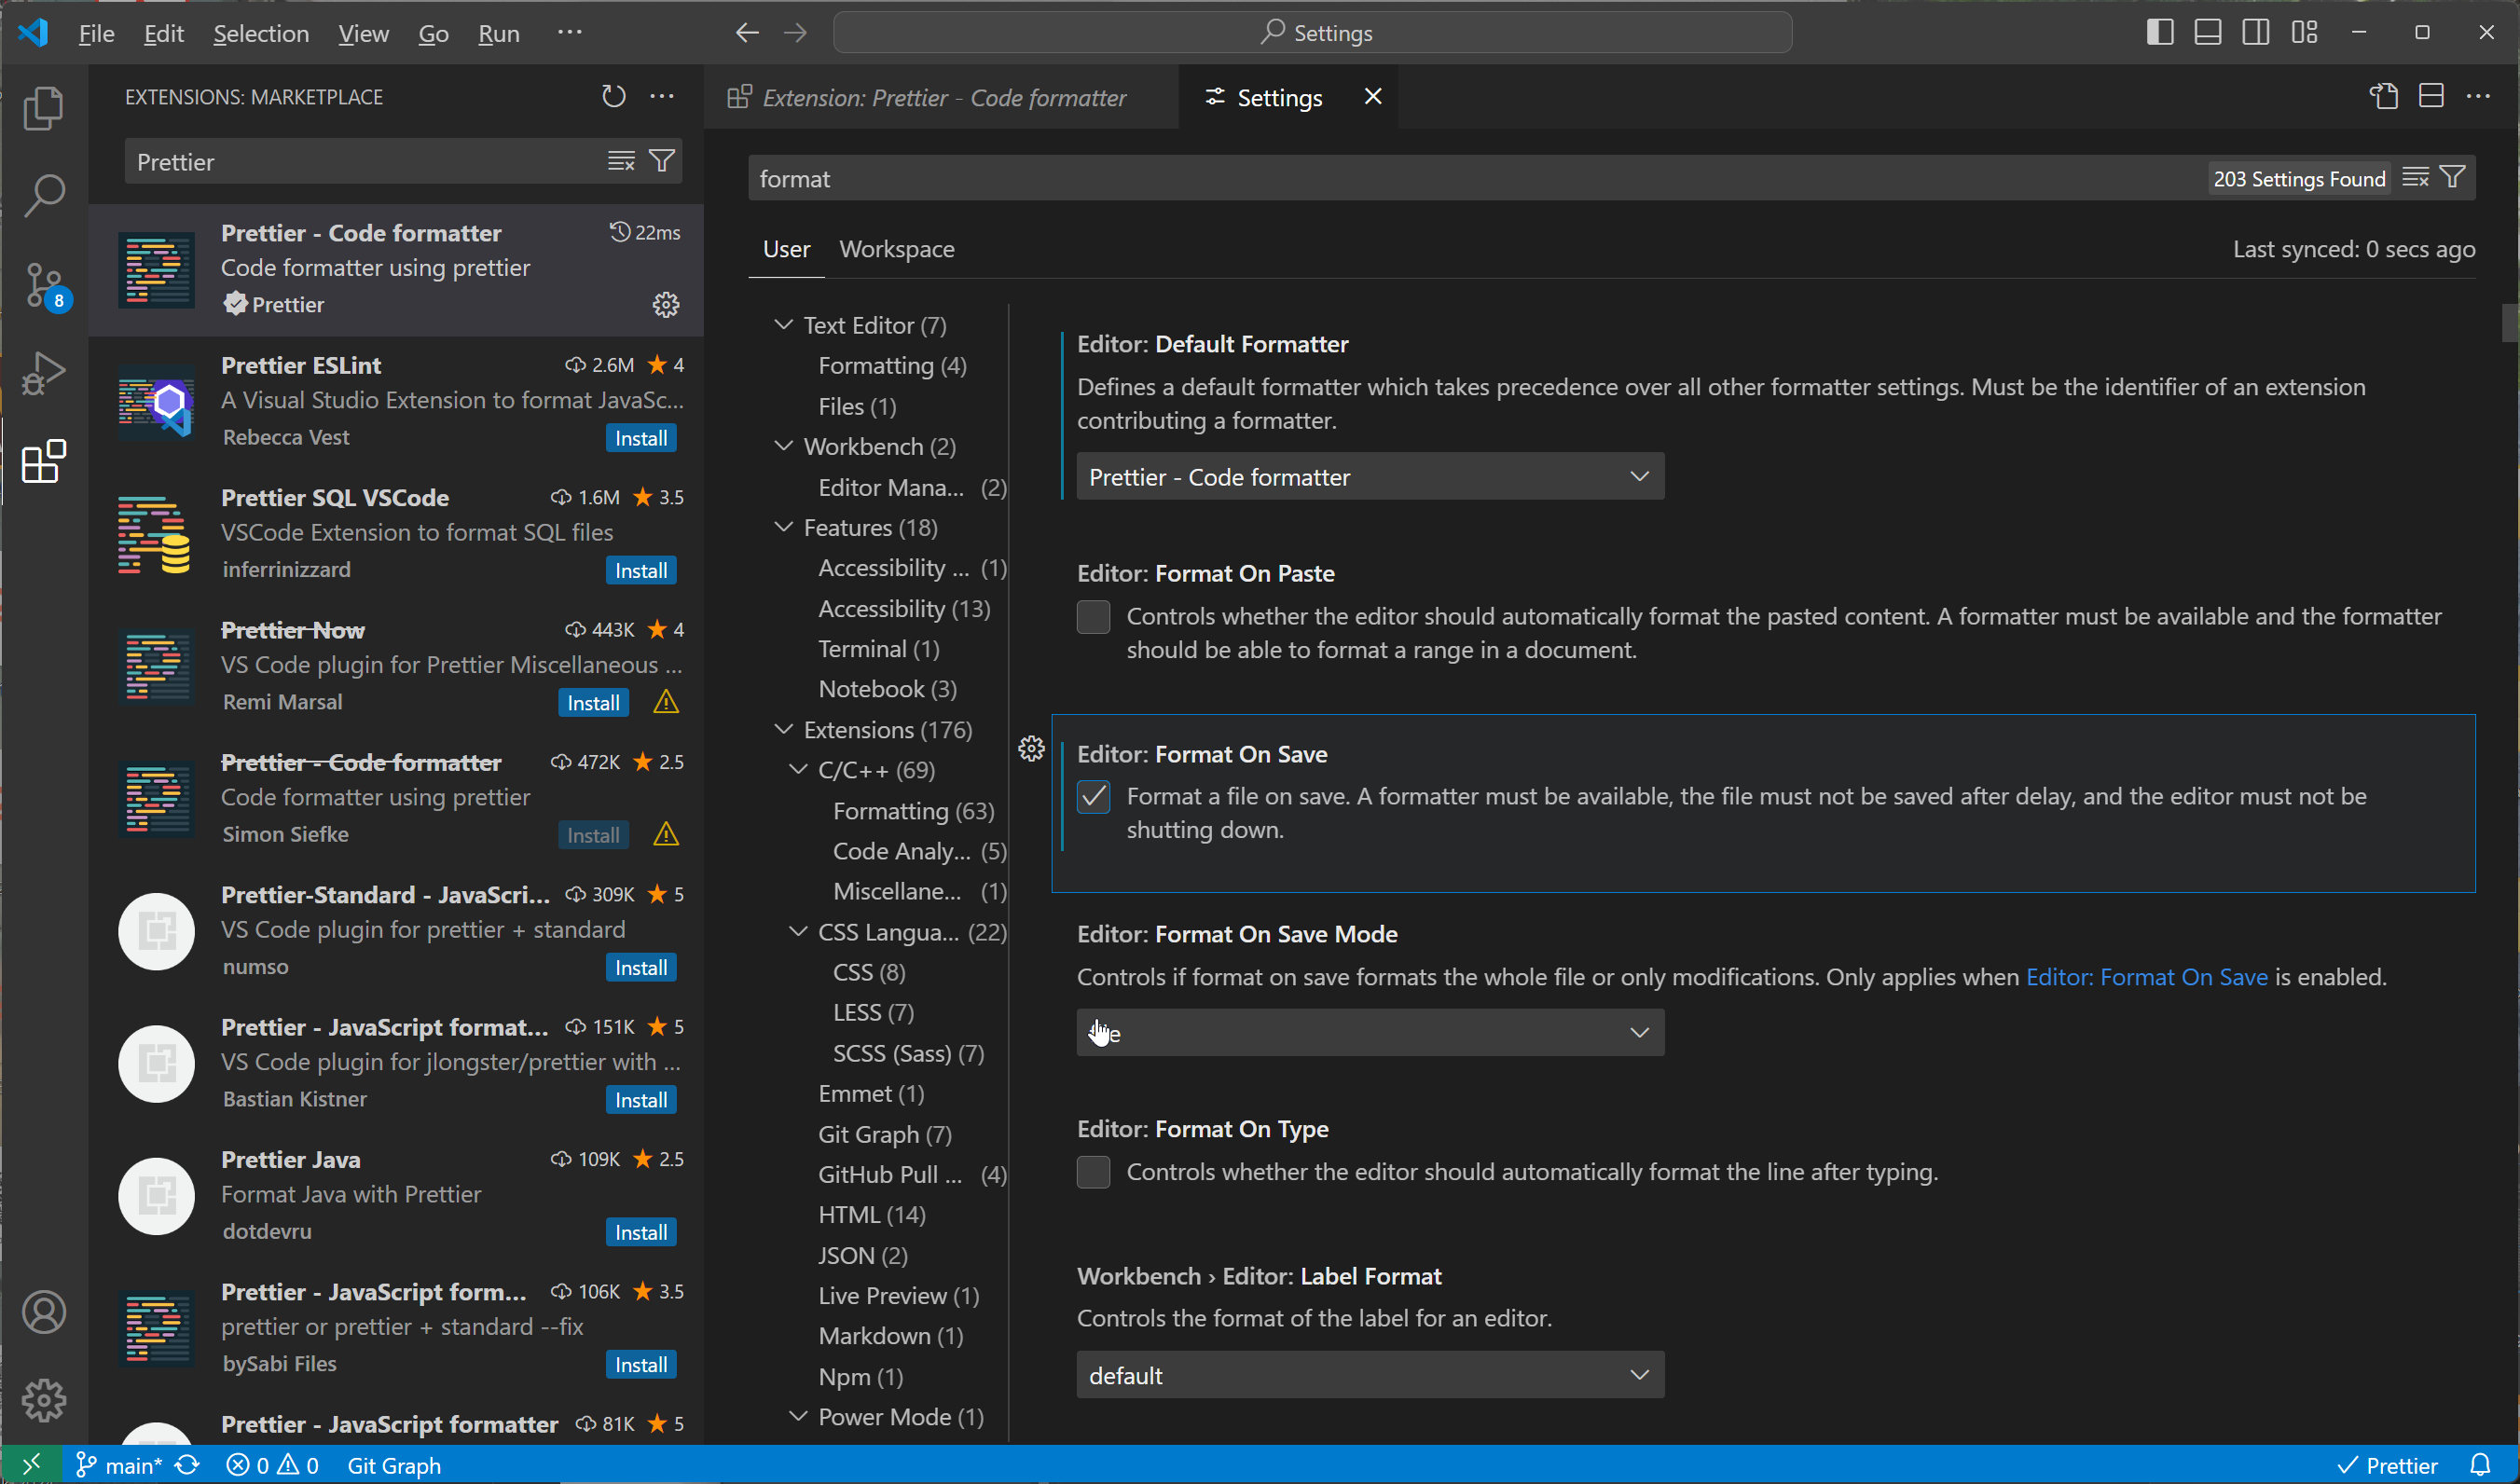 File Edit Selection View Go Run ···
Settings
EXTENSIONS: MARKETPLACE
Prettier
Prettier - Code formatter 22ms
Code formatter using prettier
Prettier
Prettier ESLint 2.6M 4
A Visual Studio Extension to format JavaSc...
Rebecca Vest Install
Prettier SQL VSCode 1.6M 3.5
VSCode Extension to format SQL files
inferrinizzard Install
Prettier Now 443K 4
VS Code plugin for Prettier Miscellaneous ...
Remi Marsal Install
Prettier - Code formatter 472K 2.5
Code formatter using prettier
Simon Siefke Install
Prettier-Standard - JavaScri... 309K 5
VS Code plugin for prettier + standard
numso Install
Prettier - JavaScript format... 151K 5
VS Code plugin for jlongster/prettier with ...
Bastian Kistner Install
Prettier Java 109K 2.5
Format Java with Prettier
dotdevru Install
Prettier - JavaScript form... 106K 3.5
prettier or prettier + standard --fix
bySabi Files Install
Prettier - JavaScript formatter 81K 5
8
Extension: Prettier - Code formatter
Settings
format
203 Settings Found
User Workspace
Last synced: 0 secs ago
Text Editor (7)
Formatting (4)
Files (1)
Workbench (2)
Editor Mana... (2)
Features (18)
Accessibility ... (1)
Accessibility (13)
Terminal (1)
Notebook (3)
Extensions (176)
C/C++ (69)
Formatting (63)
Code Analy... (5)
Miscellane... (1)
CSS Langua... (22)
CSS (8)
LESS (7)
SCSS (Sass) (7)
Emmet (1)
Git Graph (7)
GitHub Pull ... (4)
HTML (14)
JSON (2)
Live Preview (1)
Markdown (1)
Npm (1)
Power Mode (1)
Editor: Default Formatter
Defines a default formatter which takes precedence over all other formatter settings. Must be the identifier of an extension
contributing a formatter.
Prettier - Code formatter
Editor: Format On Paste
Controls whether the editor should automatically format the pasted content. A formatter must be available and the formatter
should be able to format a range in a document.
Editor: Format On Save
Format a file on save. A formatter must be available, the file must not be saved after delay, and the editor must not be
shutting down.
Editor: Format On Save Mode
Controls if format on save formats the whole file or only modifications. Only applies when Editor: Format On Save is enabled.
Editor: Format On Type
Controls whether the editor should automatically format the line after typing.
Workbench › Editor: Label Format
Controls the format of the label for an editor.
default
main* 0 0 Git Graph
Prettier